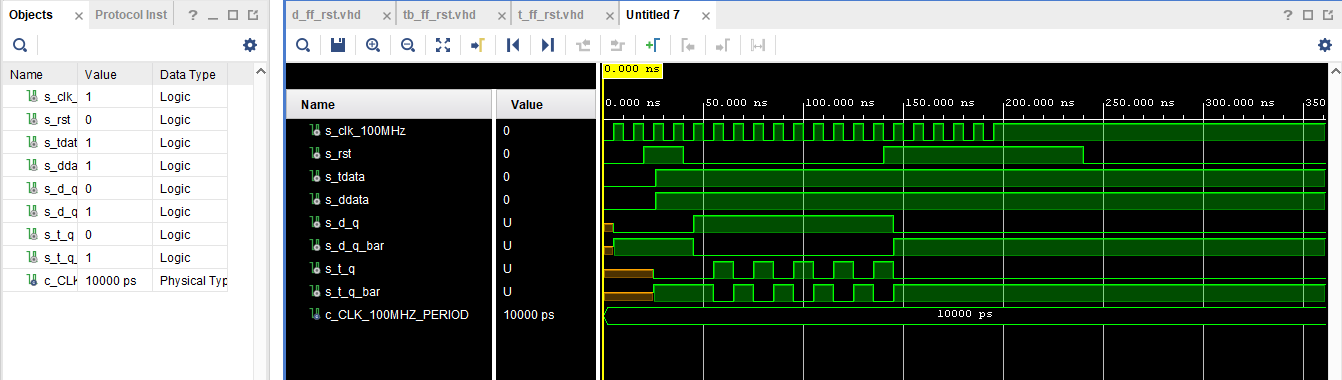 Objects Protocol Inst
Name Value Data Type
s_clk_ 1 Logic
s_rst 0 Logic
s_tdat 1 Logic
s_dda 1 Logic
s_d_q 0 Logic
s_d_q 1 Logic
s_t_q 0 Logic
s_t_q_ 1 Logic
c_CLK 10000 ps Physical Typ
d_ff_rst.vhd tb_ff_rst.vhd t_ff_rst.vhd Untitled 7
0.000 ns
Name Value
0.000 ns 50.000 ns 100.000 ns 150.000 ns 200.000 ns 250.000 ns 300.000 ns 350
s_clk_100MHz 0
s_rst 0
s_tdata 0
s_ddata 0
s_d_q U
s_d_q_bar U
s_t_q U
s_t_q_bar U
c_CLK_100MHZ_PERIOD 10000 ps 10000 ps